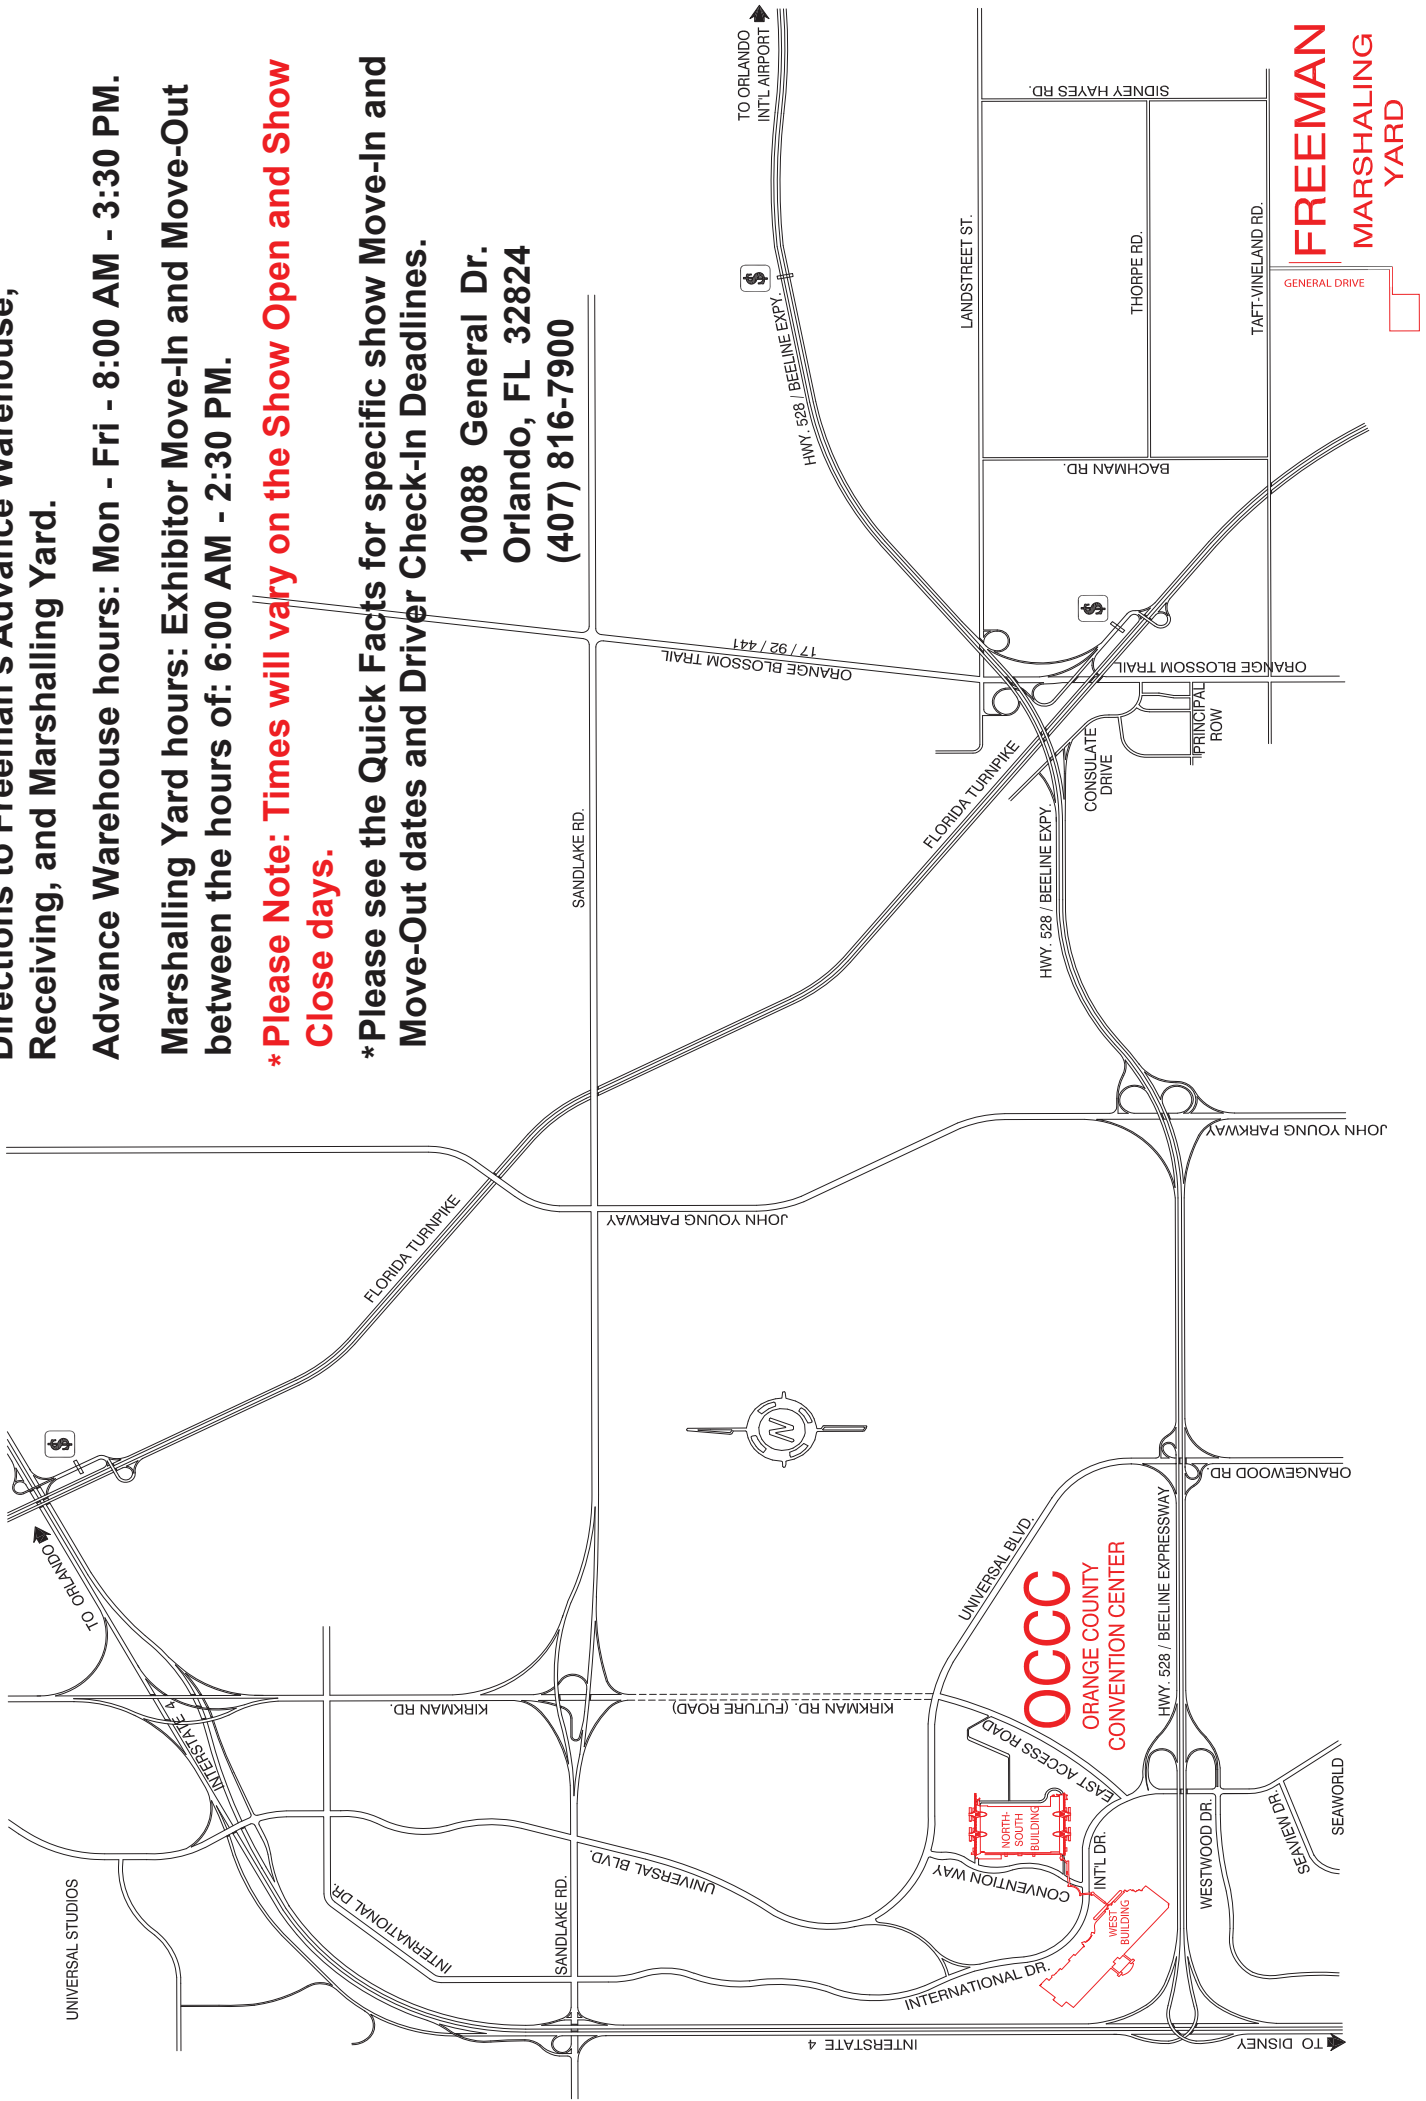 Directions to Freeman's Advance Warehouse,
Receiving, and Marshalling Yard.
Advance Warehouse hours: Mon - Fri - 8:00 AM - 3:30 PM.
Marshalling Yard hours: Exhibitor Move-In and Move-Out
between the hours of: 6:00 AM - 2:30 PM.
*Please Note: Times will vary on the Show Open and Show
Close days.
*Please see the Quick Facts for specific show Move-In and
Move-Out dates and Driver Check-In Deadlines.
10088 General Dr.
Orlando, FL 32824
(407) 816-7900
UNIVERSAL STUDIOS
TO ORLANDO
$
INTERSTATE 4
KIRKMAN RD.
FLORIDA TURNPIKE
INTERNATIONAL DR.
SANDLAKE RD.
SANDLAKE RD.
UNIVERSAL BLVD.
KIRKMAN RD. (FUTURE ROAD)
JOHN YOUNG PARKWAY
17 / 92 / 441
ORANGE BLOSSOM TRAIL
TO ORLANDO
INT'L AIRPORT
$
HWY. 528 / BEELINE EXPY.
N
INTERSTATE 4
INTERNATIONAL DR.
CONVENTION WAY
NORTH-
SOUTH
BUILDING
EAST ACCESS ROAD
UNIVERSAL BLVD.
OCCC
ORANGE COUNTY
CONVENTION CENTER
INT'L DR.
WEST
BUILDING
FLORIDA TURNPIKE
HWY. 528 / BEELINE EXPY.
LANDSTREET ST.
SIDNEY HAYES RD.
BACHMAN RD.
THORPE RD.
$
CONSULATE
DRIVE
ORANGE BLOSSOM TRAIL
PRINCIPAL
ROW
HWY. 528 / BEELINE EXPRESSWAY
WESTWOOD DR.
SEAVIEW DR.
SEAWORLD
ORANGEWOOD RD.
JOHN YOUNG PARKWAY
TO DISNEY
TAFT-VINELAND RD.
GENERAL DRIVE
FREEMAN
MARSHALING
YARD